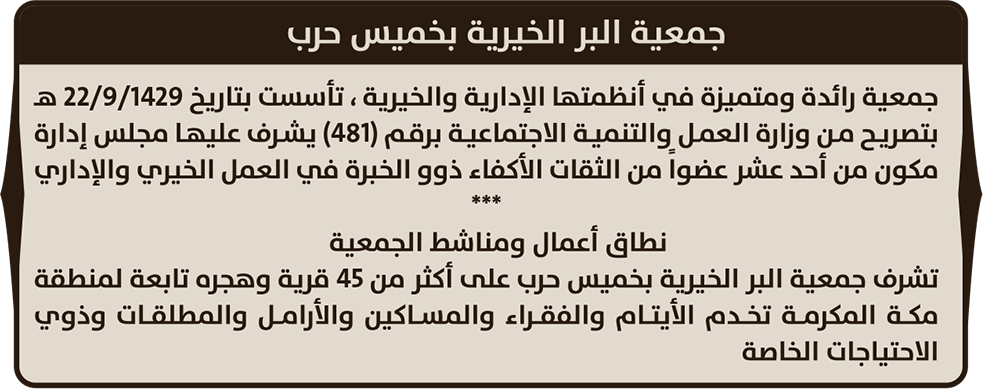 جمعية البر الخيرية بخميس حرب
جمعية رائدة ومتميزة في أنظمتها الإدارية والخيرية ، تأسست بتاريخ 22/9/1429 هـ
بتصريح من وزارة العمل والتنمية الاجتماعية برقم (481) يشرف عليها مجلس إدارة
مكون من أحد عشر عضواً من الثقات الأكفاء ذوو الخبرة في العمل الخيري والإداري
***
نطاق أعمال ومناشط الجمعية
تشرف جمعية البر الخيرية بخميس حرب على أكثر من 45 قرية وهجره تابعة لمنطقة
مكة المكرمة تخدم الأيتام والفقراء والمساكين والأرامل والمطلقات وذوي
الاحتياجات الخاصة